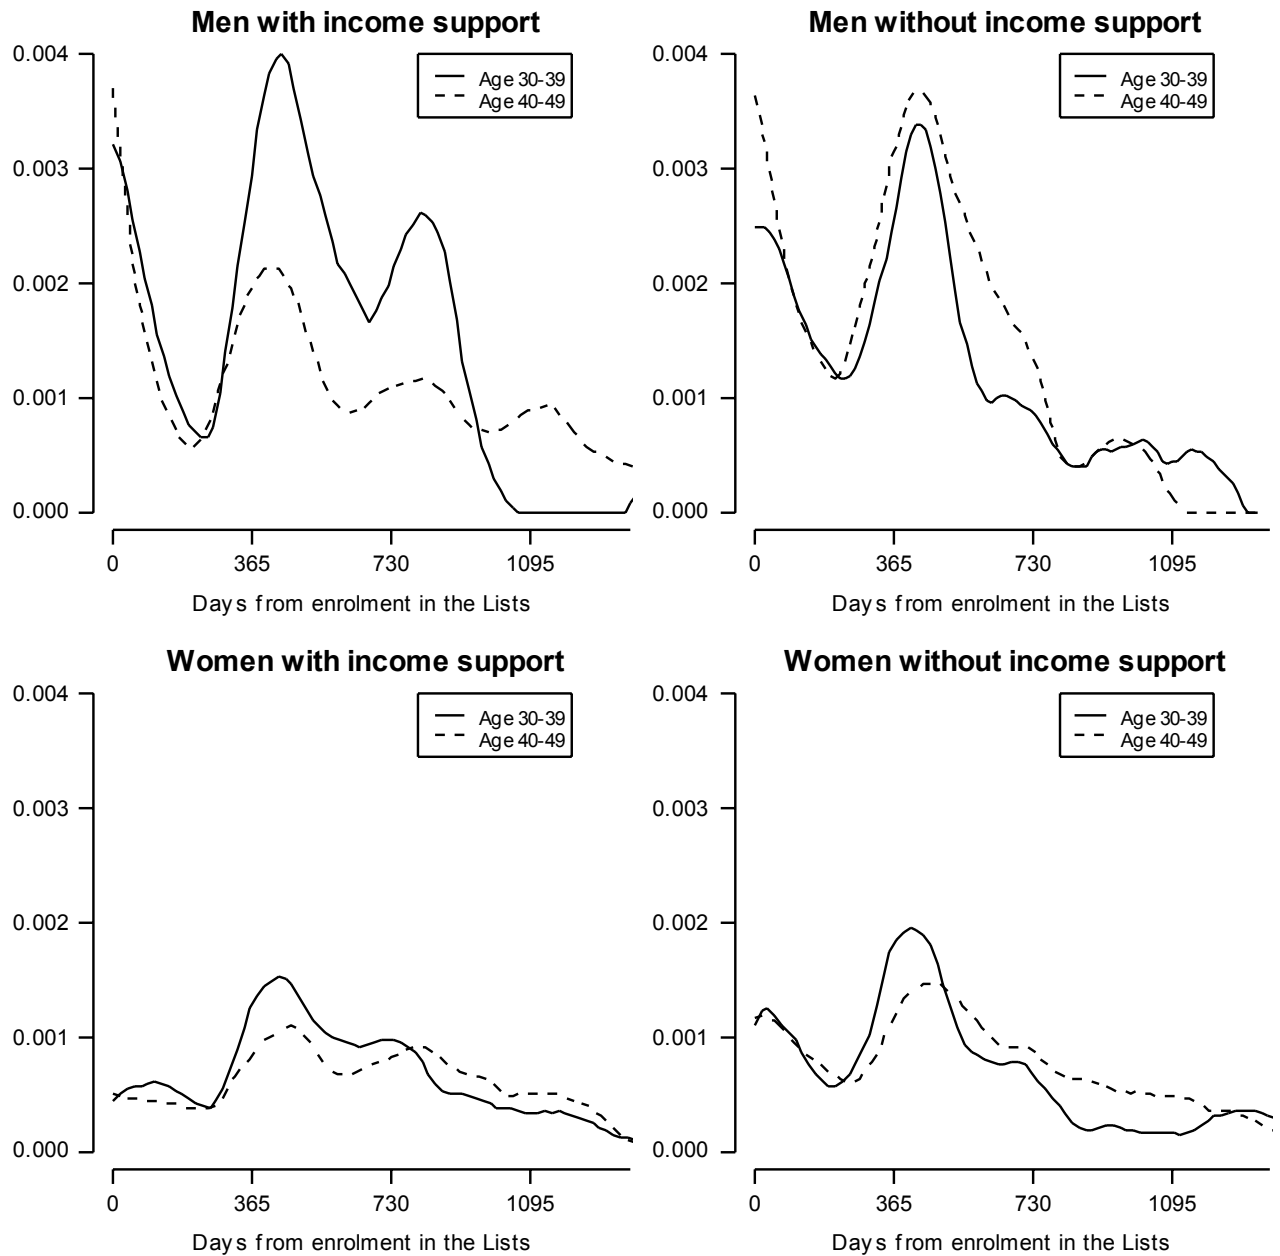 Men with income support
0.004
0.003
0.002
0.001
0.000
Age 30-39
Age 40-49
0 365 730 1095
Days from enrolment in the Lists
Men without income support
0.004
0.003
0.002
0.001
0.000
Age 30-39
Age 40-49
0 365 730 1095
Days from enrolment in the Lists
Women with income support
0.004
0.003
0.002
0.001
0.000
Age 30-39
Age 40-49
0 365 730 1095
Days from enrolment in the Lists
Women without income support
0.004
0.003
0.002
0.001
0.000
Age 30-39
Age 40-49
0 365 730 1095
Days from enrolment in the Lists